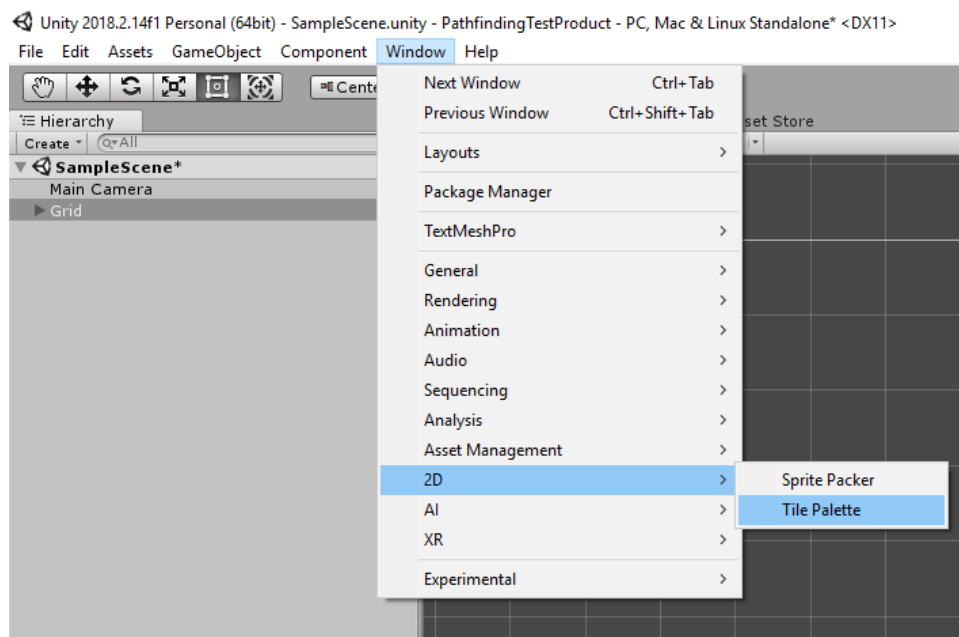 Unity 2018.2.14f1 Personal (64bit) - SampleScene.unity - PathfindingTestProduct - PC, Mac & Linux Standalone* <DX11>
File Edit Assets GameObject Component Window Help
Cente
Next Window Ctrl+Tab
Previous Window Ctrl+Shift+Tab
Hierarchy
set Store
Create All
Layouts
SampleScene*
Main Camera
Package Manager
Grid
TextMeshPro
General
Rendering
Animation
Audio
Sequencing
Analysis
Asset Management
2D
Sprite Packer
AI
Tile Palette
XR
Experimental